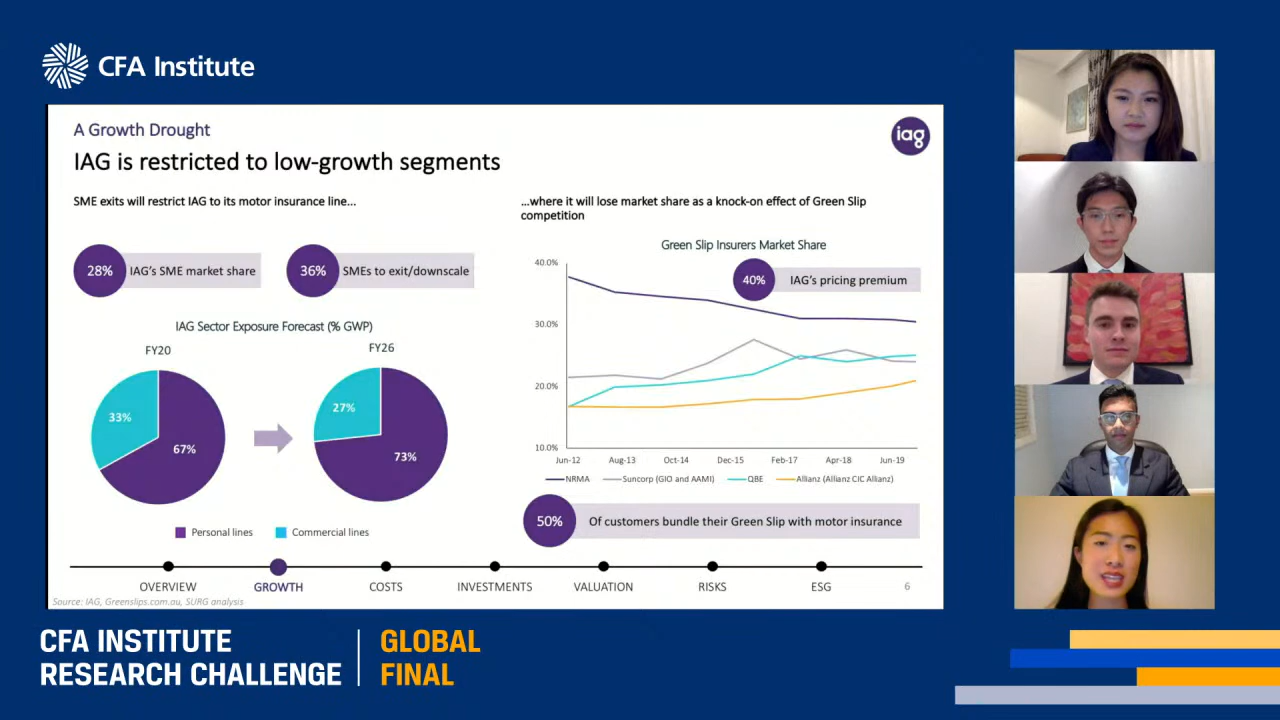 CFA Institute
A Growth Drought
iag
IAG is restricted to low-growth segments
SME exits will restrict IAG to its motor insurance line...
28%
IAG's SME market share
36%
SMEs to exit/downscale
IAG Sector Exposure Forecast (% GWP)
FY20
FY26
33%
67%
27%
73%
Personal lines
Commercial lines
...where it will lose market share as a knock-on effect of Green Slip
competition
Green Slip Insurers Market Share
40.0%
30.0%
20.0%
10.0%
40%
IAG's pricing premium
Jun-12 Aug-13 Oct-14 Dec-15 Feb-17 Apr-18 Jun-19
NRMA Suncorp (GIO and AAMI) QBE Allianz (Allianz CIC Allianz)
50%
Of customers bundle their Green Slip with motor insurance
OVERVIEW GROWTH COSTS INVESTMENTS VALUATION RISKS ESG 6
Source: IAG, Greenslips.com.au, SURG analysis
CFA INSTITUTE
RESEARCH CHALLENGE
GLOBAL
FINAL